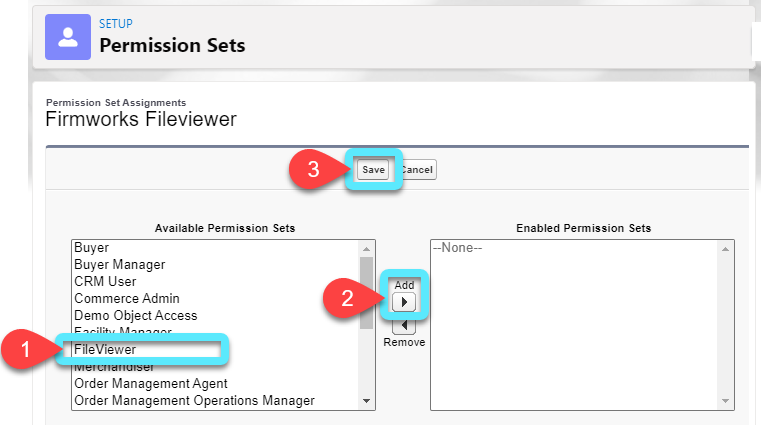 SETUP
Permission Sets
Permission Set Assignments
Firmworks Fileviewer
3
Save
Cancel
Available Permission Sets
Enabled Permission Sets
Buyer
Buyer Manager
CRM User
Commerce Admin
Demo Object Access
Facility Manager
FileViewer
Merchandiser
Order Management Agent
Order Management Operations Manager
1
Add
2
Remove
--None--